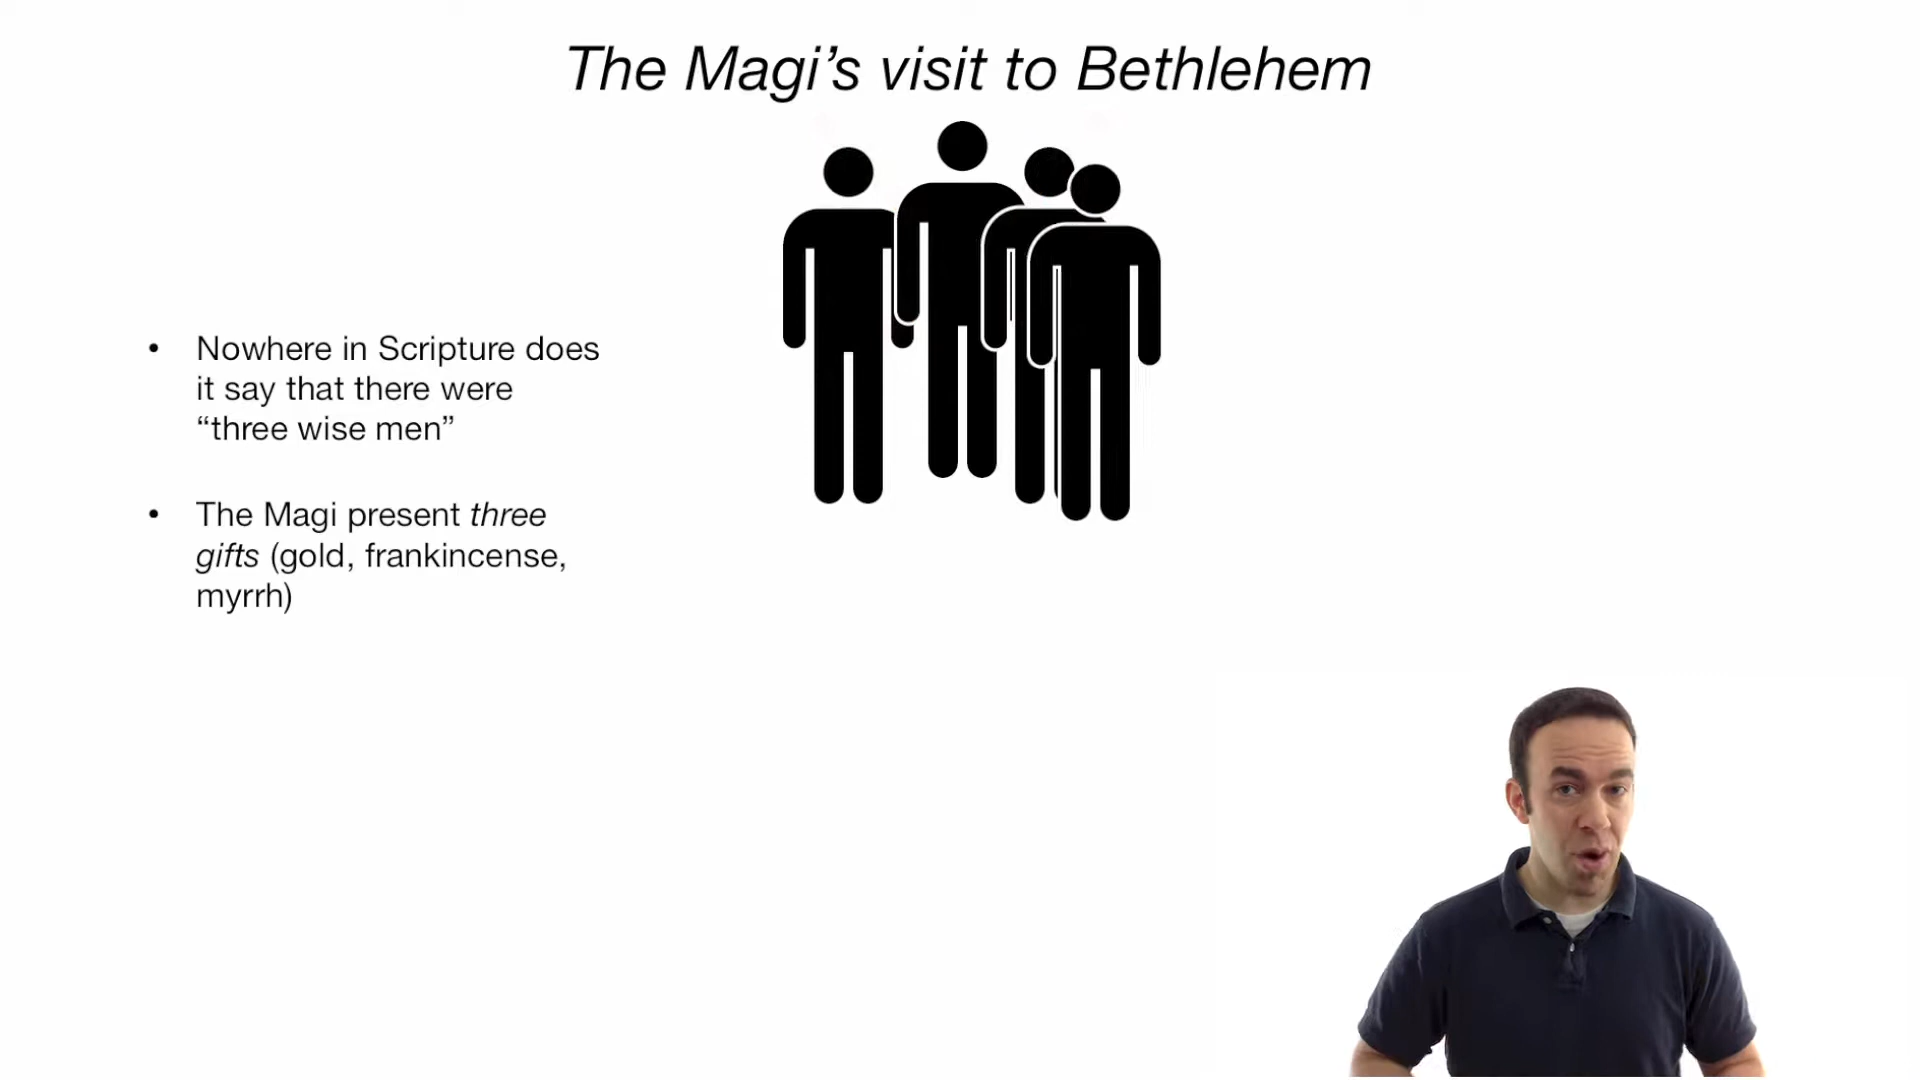 The Magi’s visit to Bethlehem
• Nowhere in Scripture does
it say that there were
“three wise men”
• The Magi present three
gifts (gold, frankincense,
myrrh)